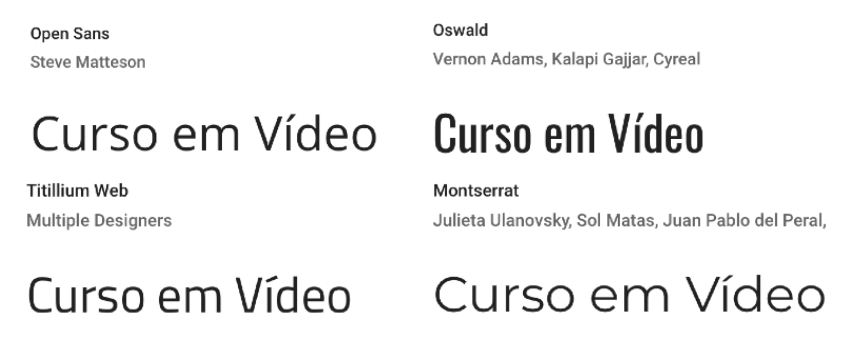 Open Sans
Steve Matteson
Curso em Vídeo
Oswald
Vernon Adams, Kalapi Gajjar, Cyreal
Curso em Vídeo
Titillium Web
Multiple Designers
Curso em Vídeo
Montserrat
Julieta Ulanovsky, Sol Matas, Juan Pablo del Peral,
Curso em Vídeo